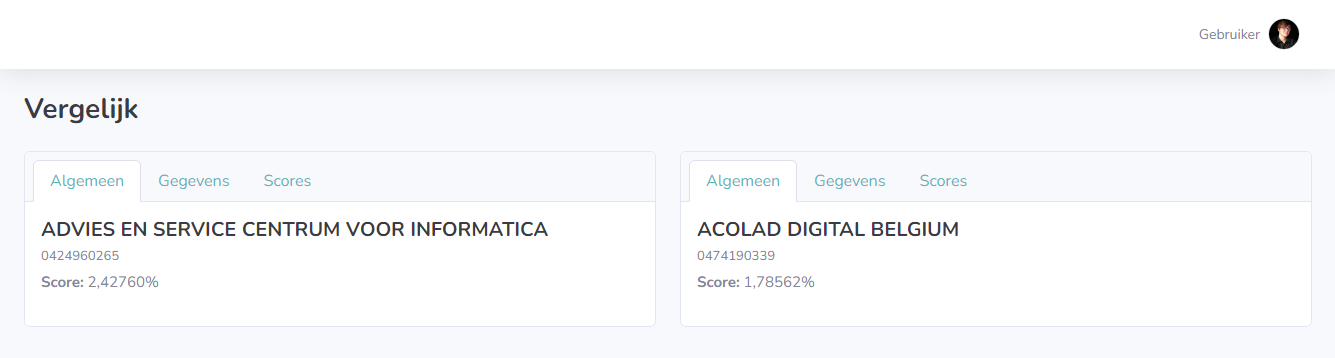 Gebruiker
Vergelijk
Algemeen Gegevens Scores
ADVIES EN SERVICE CENTRUM VOOR INFORMATICA
0424960265
Score: 2,42760%
Algemeen Gegevens Scores
ACOLAD DIGITAL BELGIUM
0474190339
Score: 1,78562%